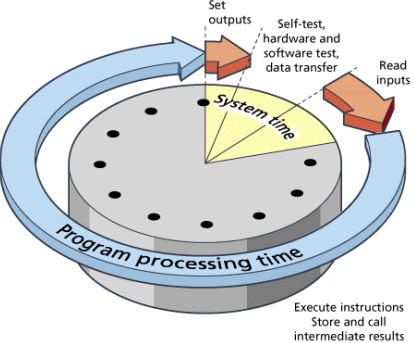 Set
outputs
Self-test,
hardware and
software test,
data transfer
Read
inputs
System time
Program processing time
Execute instructions
Store and call
intermediate results